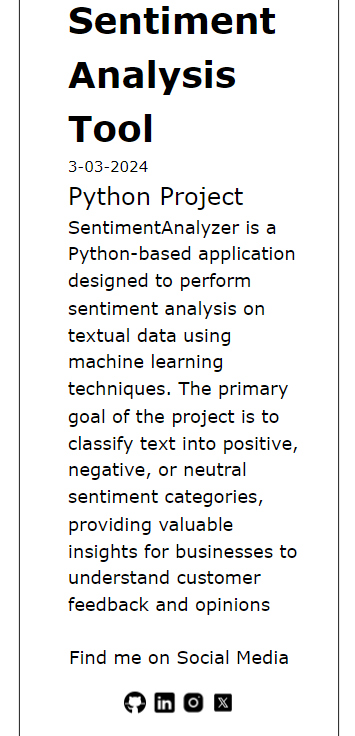 Sentiment
Analysis
Tool
3-03-2024
Python Project
SentimentAnalyzer is a
Python-based application
designed to perform
sentiment analysis on
textual data using
machine learning
techniques. The primary
goal of the project is to
classify text into positive,
negative, or neutral
sentiment categories,
providing valuable
insights for businesses to
understand customer
feedback and opinions
Find me on Social Media